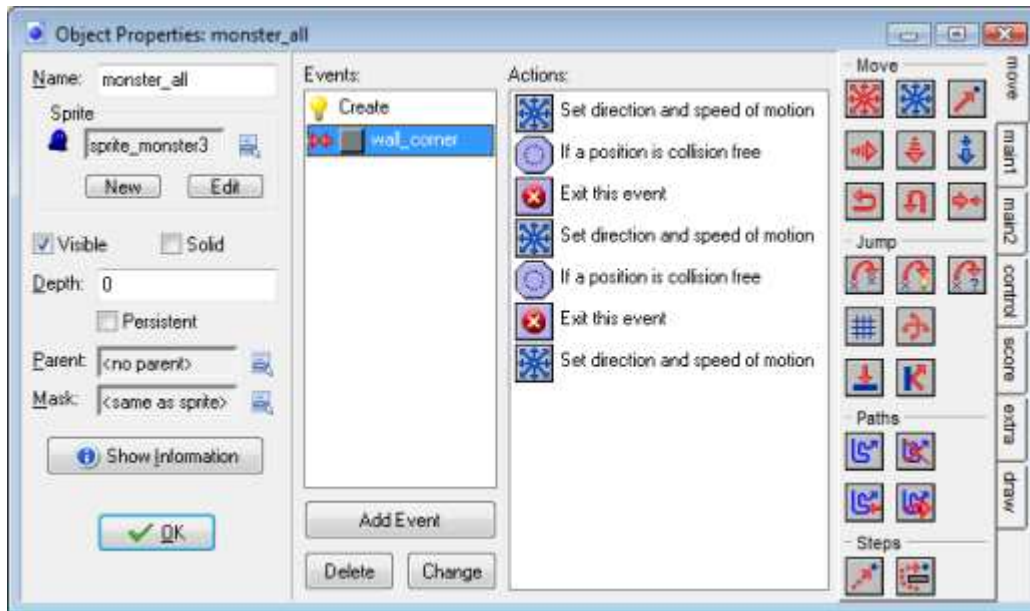 Object Properties: monster_all
Name: monster_all
Sprite
sprite_monster3
New Edit
Visible Solid
Depth: 0
Persistent
Parent: <no parent>
Mask: <same as sprite>
Show Information
OK
Events:
Create
wall_corner
Add Event
Delete Change
Actions:
Set direction and speed of motion
If a position is collision free
Exit this event
Set direction and speed of motion
If a position is collision free
Exit this event
Set direction and speed of motion
Move
Jump
Paths
Steps
move
main1
main2
control
score
extra
draw